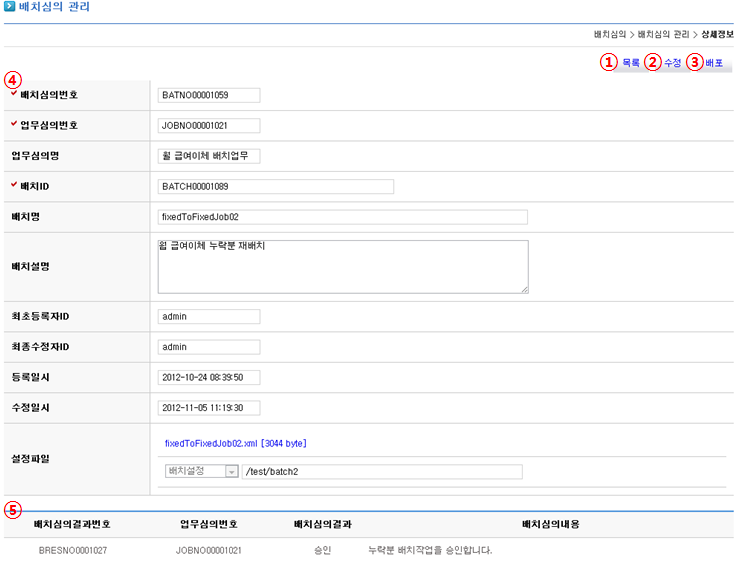 배치심의 관리
배치심의 > 배치심의 관리 > 상세정보
① 목록 ② 수정 ③ 배포
④
배치심의번호 BATNO00001059
업무심의번호 JOBNO00001021
업무심의명 월 급여이체 배치업무
배치ID BATCH00001089
배치명 fixedToFixedJob02
배치설명 월 급여이체 누락분 재배치
최초등록자ID admin
최종수정자ID admin
등록일시 2012-10-24 08:39:50
수정일시 2012-11-05 11:19:30
설정파일 fixedToFixedJob02.xml [3044 byte]
배치설정 /test/batch2
⑤
배치심의결과번호 업무심의번호 배치심의결과 배치심의내용
BRESNO0001027 JOBNO00001021 승인 누락분 배치작업을 승인합니다.